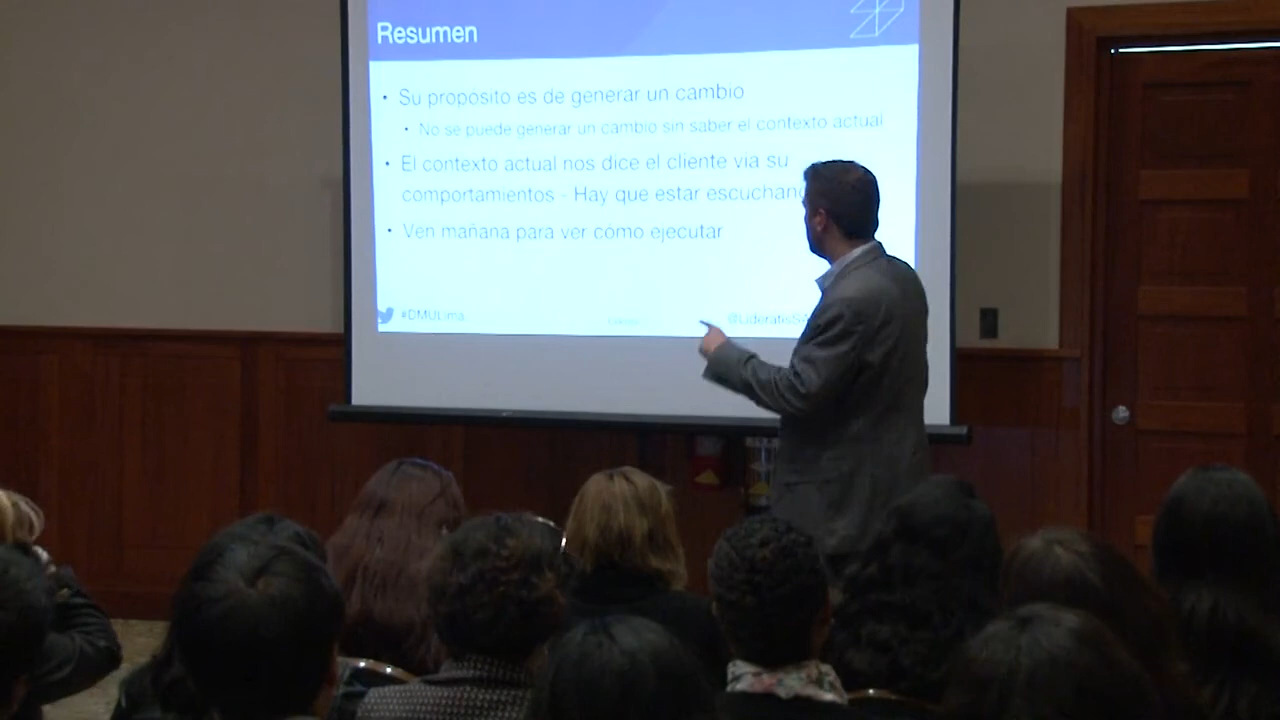 Resumen
• Su proposito es de generar un cambio
• No se puede generar un cambio sin saber el contexto actual
• El contexto actual nos dice el cliente via su
comportamientos - Hay que estar escuchand
• Ven mañana para ver cómo ejecutar
#DMULima
@LideratisSA